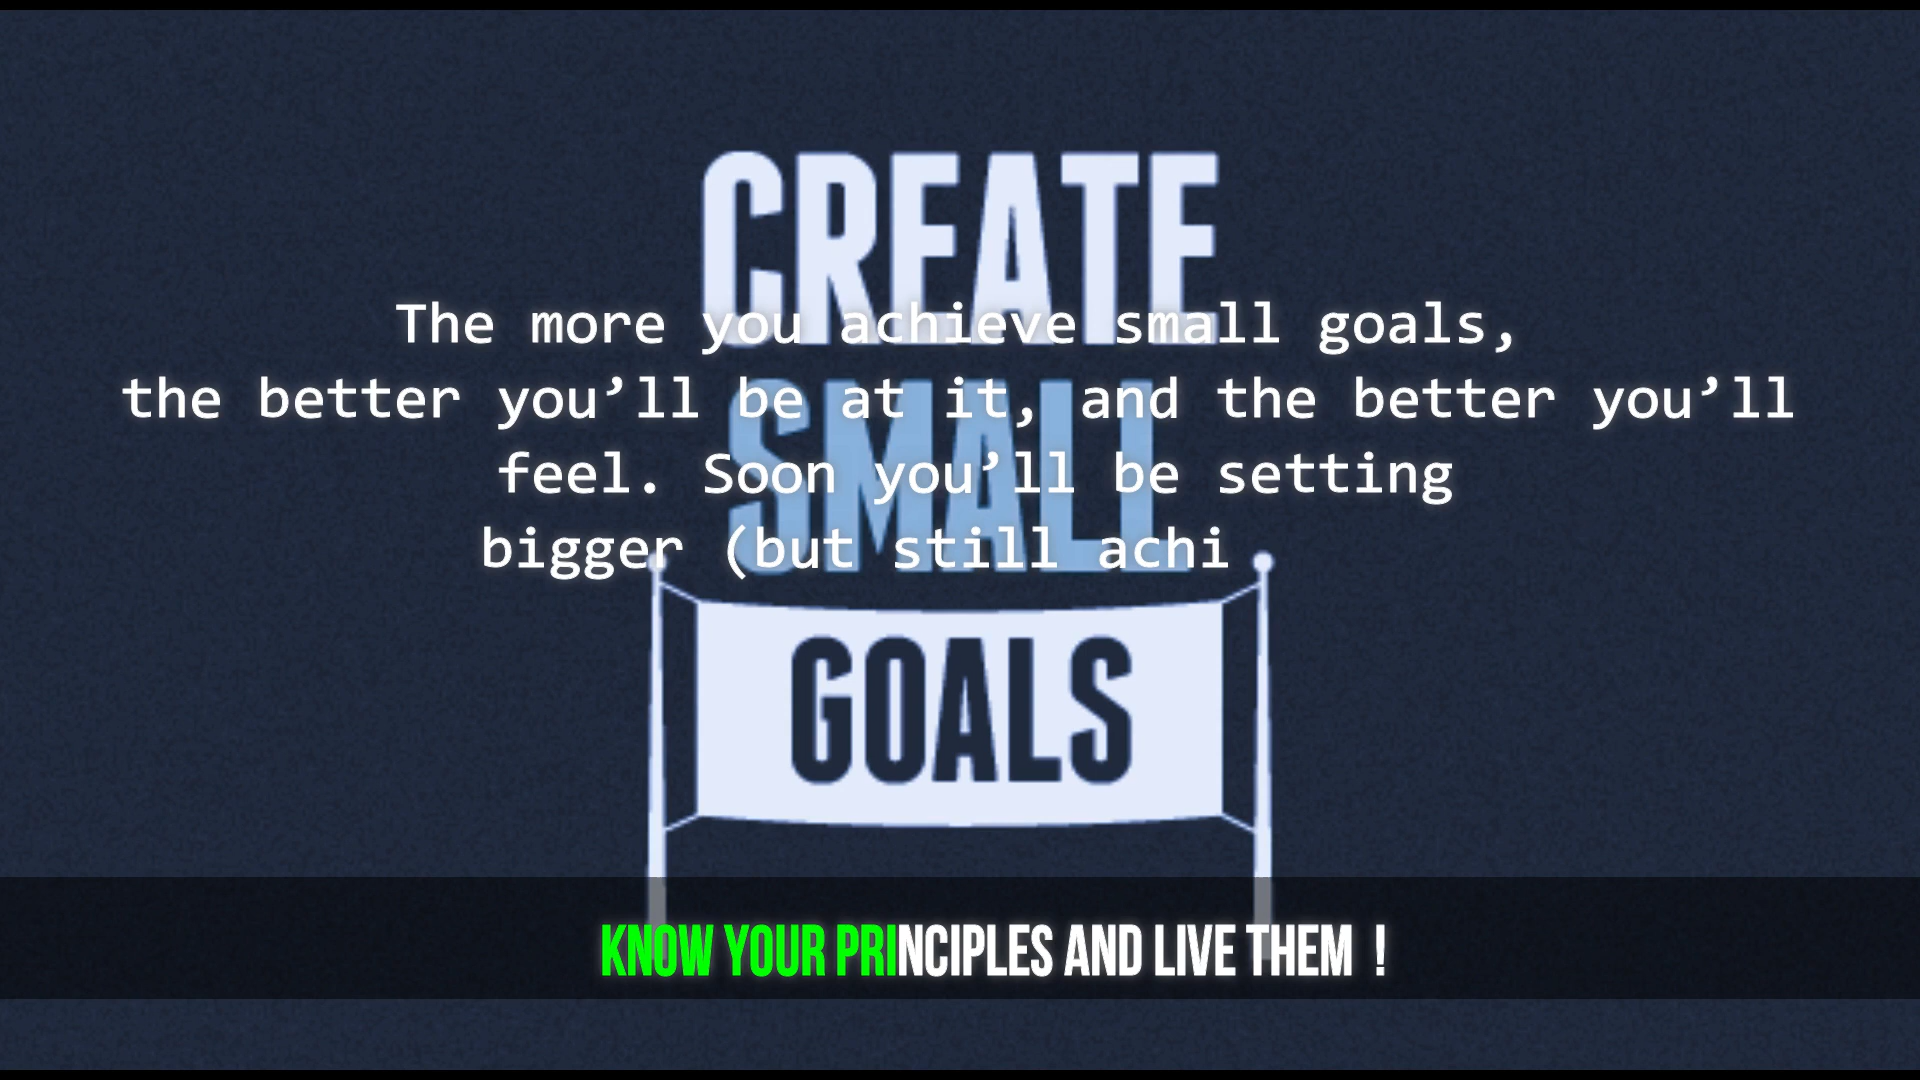 CREATE
The more you achieve small goals,
the better you’ll be at it, and the better you’ll
SMALL
feel. Soon you’ll be setting
bigger (but still achi
GOALS
KNOW YOUR PRINCIPLES AND LIVE THEM !